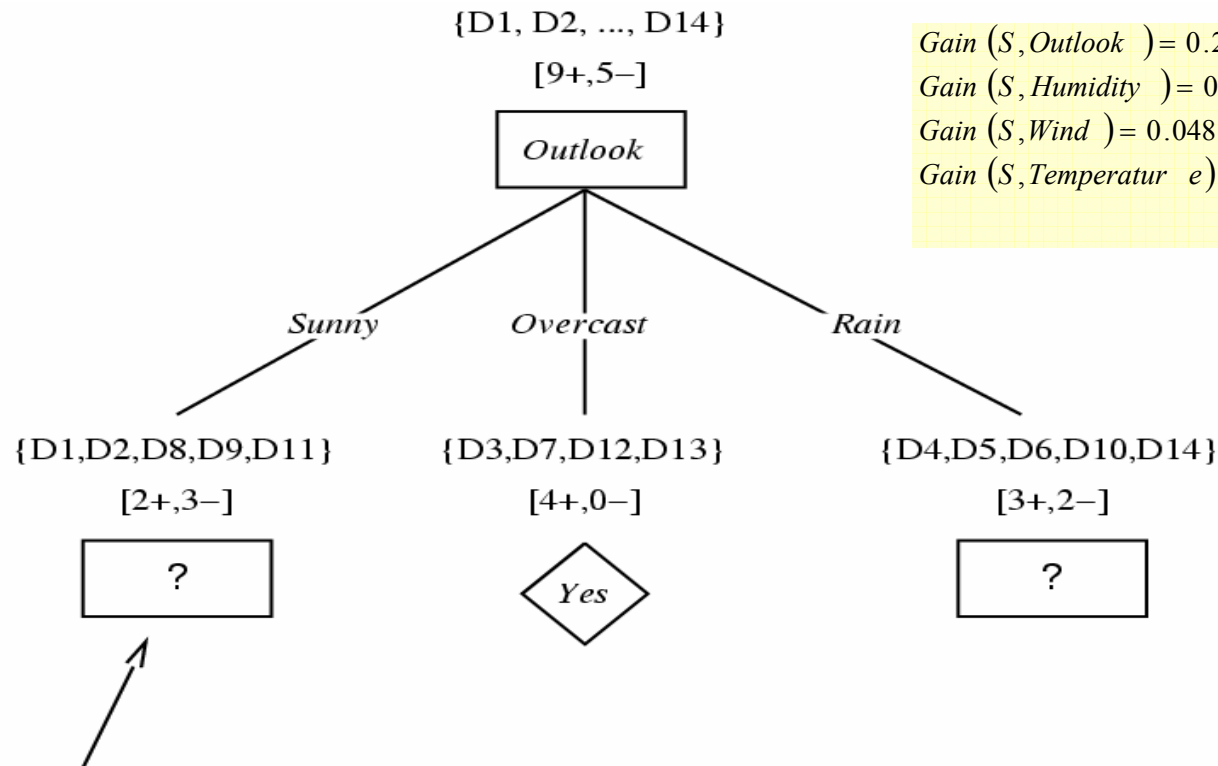 {D1, D2, ..., D14}
[9+,5−]
Outlook
Gain (S,Outlook ) = 0.2
Gain (S,Humidity ) = 0
Gain (S,Wind ) = 0.048
Gain (S,Temperatur e)
Sunny
Overcast
Rain
{D1,D2,D8,D9,D11}
{D3,D7,D12,D13}
{D4,D5,D6,D10,D14}
[2+,3−]
[4+,0−]
[3+,2−]
?
Yes
?